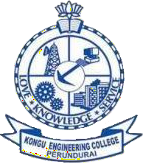 LOVE KNOWLEDGE SERVICE
KONGU ENGINEERING COLLEGE
PERUNDURAI